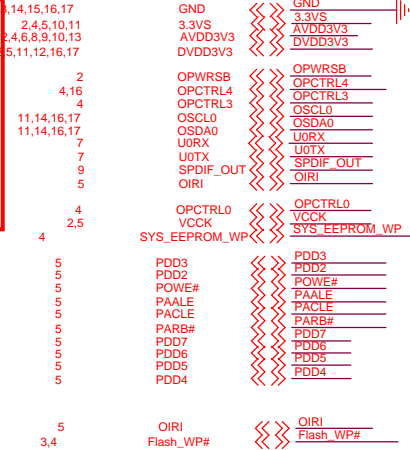 3,14,15,16,17 GND GND
2,4,5,10,11 3.3VS 3.3VS
2,4,6,8,9,10,13 AVDD3V3 AVDD3V3
5,11,12,16,17 DVDD3V3 DVDD3V3
2 OPWRSB OPWRSB
4,16 OPCTRL4 OPCTRL4
4 OPCTRL3 OPCTRL3
11,14,16,17 OSCL0 OSCL0
11,14,16,17 OSDA0 OSDA0
7 U0RX U0RX
7 U0TX U0TX
9 SPDIF_OUT SPDIF_OUT
5 OIRI OIRI
4 OPCTRL0 OPCTRL0
2,5 VCCK VCCK
4 SYS_EEPROM_WP SYS_EEPROM_WP
5 PDD3 PDD3
5 PDD2 PDD2
5 POWE# POWE#
5 PAALE PAALE
5 PACLE PACLE
5 PARB# PARB#
5 PDD7 PDD7
5 PDD6 PDD6
5 PDD5 PDD5
5 PDD4 PDD4
5 OIRI OIRI
3,4 Flash_WP# Flash_WP#